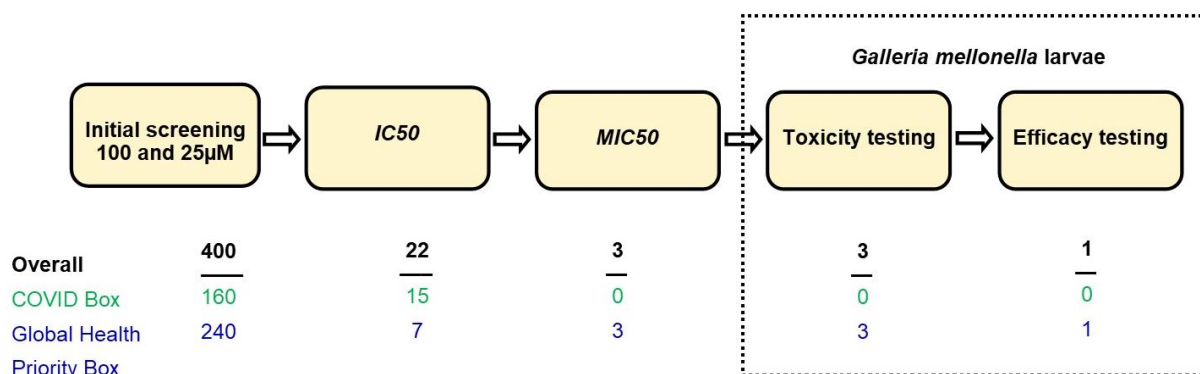 Galleria mellonella larvae
Initial screening
100 and 25µM
IC50
MIC50
Toxicity testing
Efficacy testing
Overall 400 22 3 3 1
COVID Box 160 15 0 0 0
Global Health 240 7 3 3 1
Priority Box